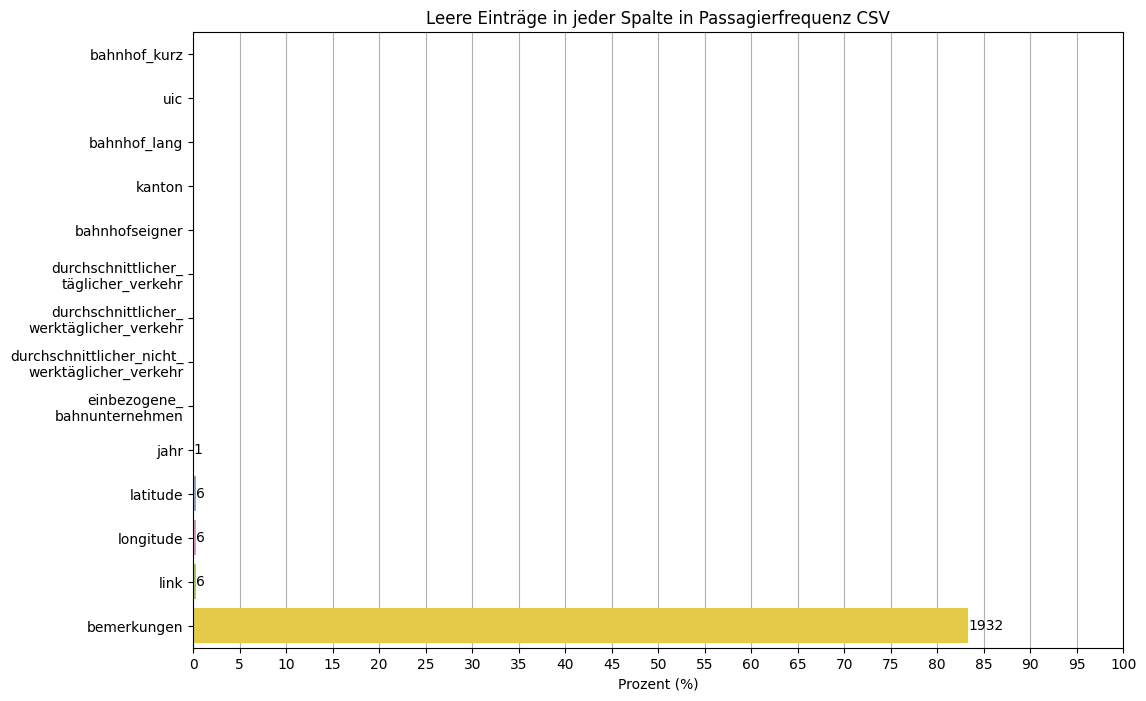 Leere Einträge in jeder Spalte in Passagierfrequenz CSV
bahnhof_kurz
uic
bahnhof_lang
kanton
bahnhofseigner
durchschnittlicher_
täglicher_verkehr
durchschnittlicher_
werktäglicher_verkehr
durchschnittlicher_nicht_
werktäglicher_verkehr
einbezogene_
bahnunternehmen
jahr 1
latitude 6
longitude 6
link 6
bemerkungen 1932
0 5 10 15 20 25 30 35 40 45 50 55 60 65 70 75 80 85 90 95 100
Prozent (%)